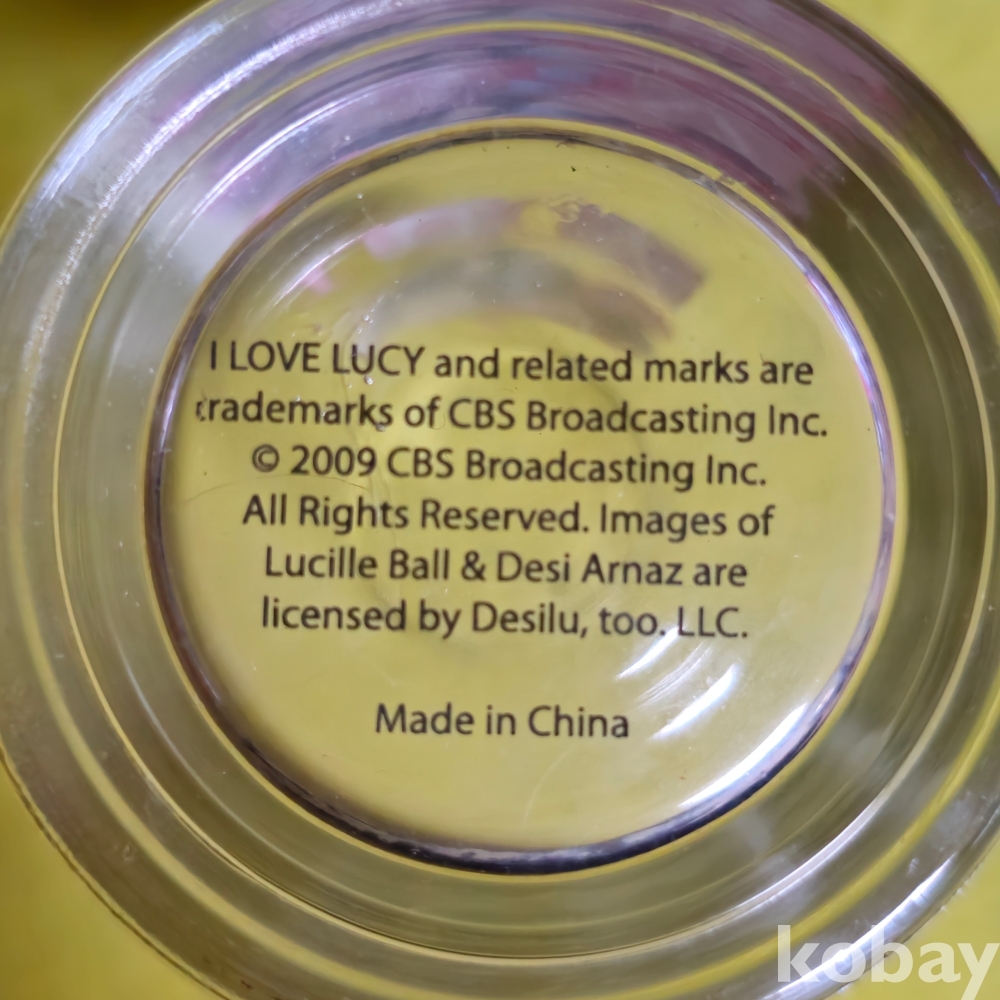 I LOVE LUCY and related marks are
trademarks of CBS Broadcasting Inc.
© 2009 CBS Broadcasting Inc.
All Rights Reserved. Images of
Lucille Ball & Desi Arnaz are
licensed by Desilu, too. LLC.
Made in China
kobay